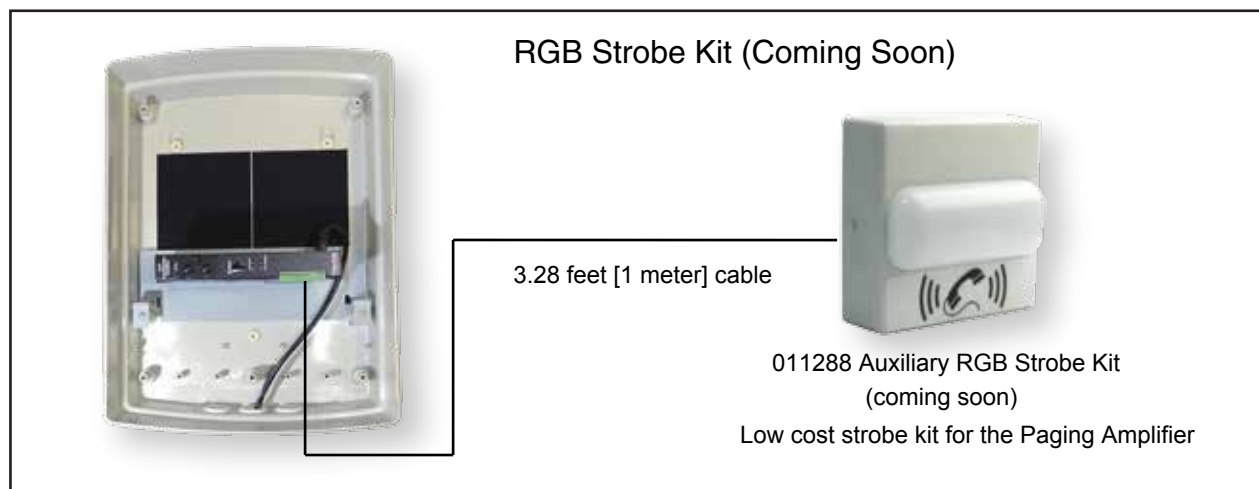 RGB Strobe Kit (Coming Soon)
3.28 feet [1 meter] cable
011288 Auxiliary RGB Strobe Kit
(coming soon)
Low cost strobe kit for the Paging Amplifier